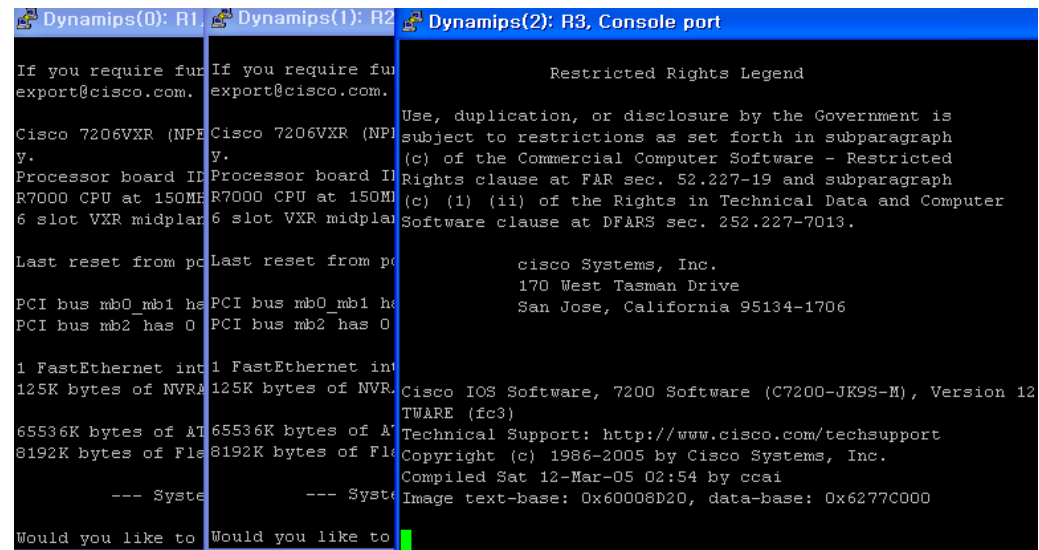 Dynamips(0): R1,
If you require fur
export@cisco.com.
Cisco 7206VXR (NPE
y.
Processor board ID
R7000 CPU at 150MH
6 slot VXR midplan
Last reset from po
PCI bus mb0_mb1 ha
PCI bus mb2 has 0
1 FastEthernet int
125K bytes of NVRA
65536K bytes of AT
8192K bytes of Fla
--- Syste
Would you like to
Dynamips(1): R2
If you require fu
export@cisco.com.
Cisco 7206VXR (NP
y.
Processor board I
R7000 CPU at 150M
6 slot VXR midpla
Last reset from p
PCI bus mb0_mb1 h
PCI bus mb2 has 0
1 FastEthernet in
125K bytes of NVR
65536K bytes of A
8192K bytes of Fl
--- Syst
Would you like to
Dynamips(2): R3, Console port
Restricted Rights Legend
Use, duplication, or disclosure by the Government is
subject to restrictions as set forth in subparagraph
(c) of the Commercial Computer Software - Restricted
Rights clause at FAR sec. 52.227-19 and subparagraph
(c) (1) (ii) of the Rights in Technical Data and Computer
Software clause at DFARS sec. 252.227-7013.
cisco Systems, Inc.
170 West Tasman Drive
San Jose, California 95134-1706
Cisco IOS Software, 7200 Software (C7200-JK9S-M), Version 12
TWARE (fc3)
Technical Support: http://www.cisco.com/techsupport
Copyright (c) 1986-2005 by Cisco Systems, Inc.
Compiled Sat 12-Mar-05 02:54 by ccai
Image text-base: 0x60008D20, data-base: 0x6277C000